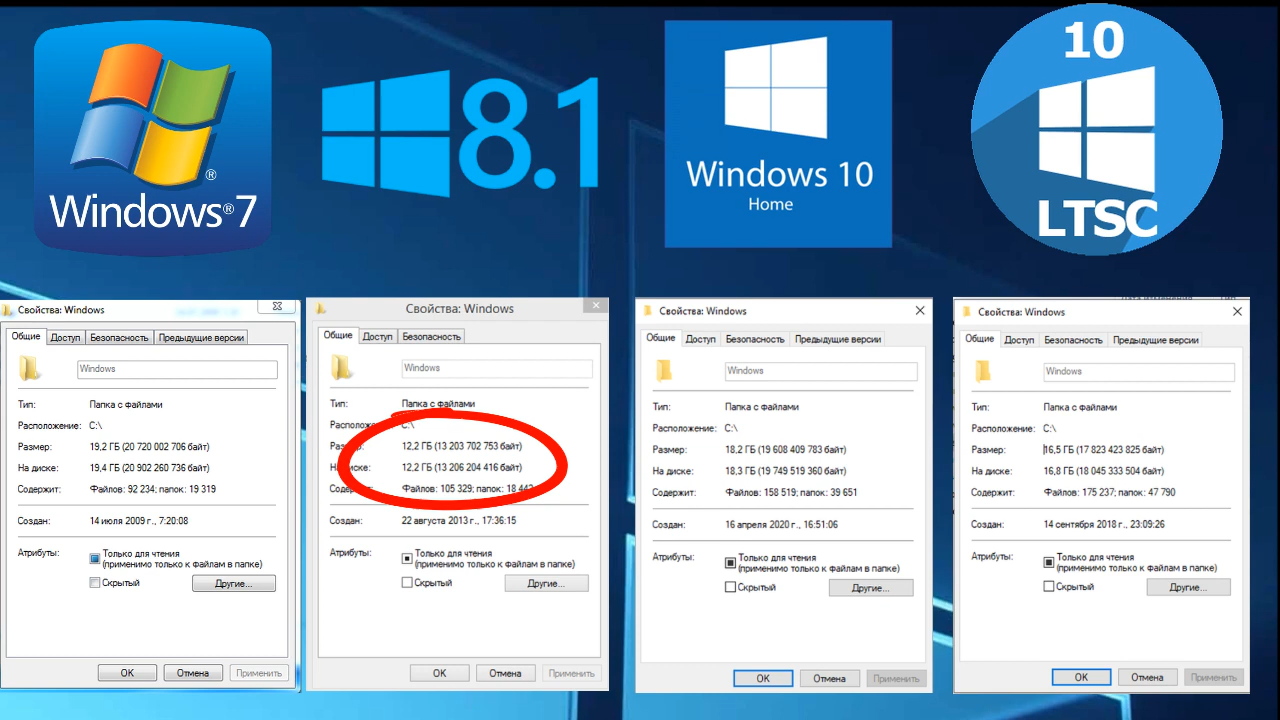 Windows® 7
8.1
Windows 10
Home
10
LTSC
Свойства: Windows
Общие
Доступ
Безопасность
Предыдущие версии
Windows
Тип: Папка с файлами
Расположение: C:\
Размер: 19,2 ГБ (20 720 002 706 байт)
На диске: 19,4 ГБ (20 902 260 736 байт)
Содержит: Файлов: 92 234; папок: 19 319
Создан: 14 июля 2009 г., 7:20:08
Атрибуты: Только для чтения
(применимо только к файлам в папке)
Скрытый
Другие...
ОК
Отмена
Применить
Свойства: Windows
Общие
Доступ
Безопасность
Windows
Тип: Папка с файлами
Расположе C:\
Разм 12,2 ГБ (13 203 702 753 байт)
На диске: 12,2 ГБ (13 206 204 416 байт)
Содержит: Файлов: 105 329; папок: 18 442
Создан: 22 августа 2013 г., 17:36:15
Атрибуты: Только для чтения
(применимо только к файлам в папке)
Скрытый
Другие...
ОК
Отмена
Применить
Свойства: Windows
Общие
Доступ
Безопасность
Предыдущие версии
Windows
Тип: Папка с файлами
Расположение: C:\
Размер: 18,2 ГБ (19 608 409 783 байт)
На диске: 18,3 ГБ (19 749 519 360 байт)
Содержит: Файлов: 158 519; папок: 39 651
Создан: 16 апреля 2020 г., 16:51:06
Атрибуты: Только для чтения
(применимо только к файлам в папке)
Скрытый
Другие...
ОК
Отмена
Применить
Свойства: Windows
Общие
Доступ
Безопасность
Предыдущие версии
Windows
Тип: Папка с файлами
Расположение: C:\
Размер: 16,5 ГБ (17 823 423 825 байт)
На диске: 16,8 ГБ (18 045 333 504 байт)
Содержит: Файлов: 175 237; папок: 47 790
Создан: 14 сентября 2018 г., 23:09:26
Атрибуты: Только для чтения
(применимо только к файлам в папке)
Скрытый
Другие...
ОК
Отмена
Применить